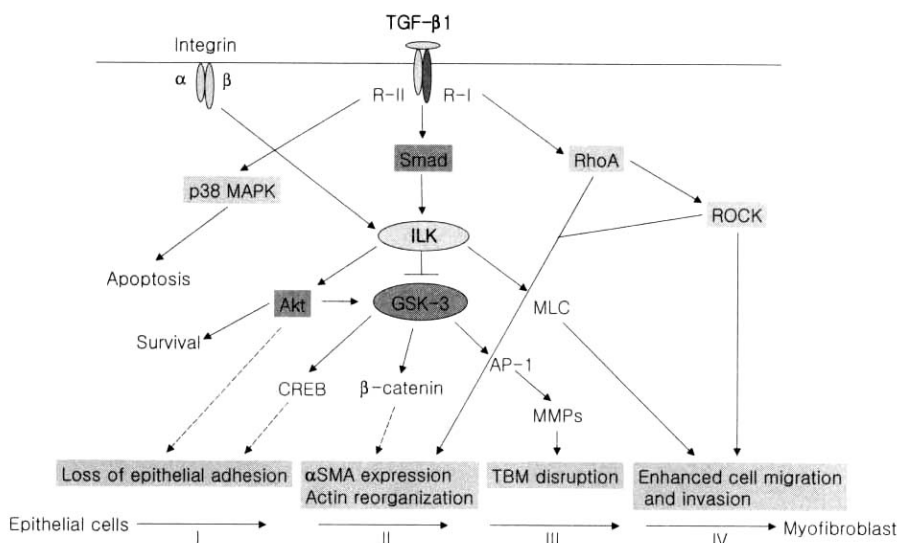 TGF-β1
Integrin
α β
R-II R-I
Smad
RhoA
p38 MAPK
ROCK
ILK
Apoptosis
Akt
GSK-3
MLC
Survival
AP-1
CREB
β-catenin
MMPs
Loss of epithelial adhesion
αSMA expression
Actin reorganization
TBM disruption
Enhanced cell migration
and invasion
Epithelial cells
Myofibroblast
I II III IV